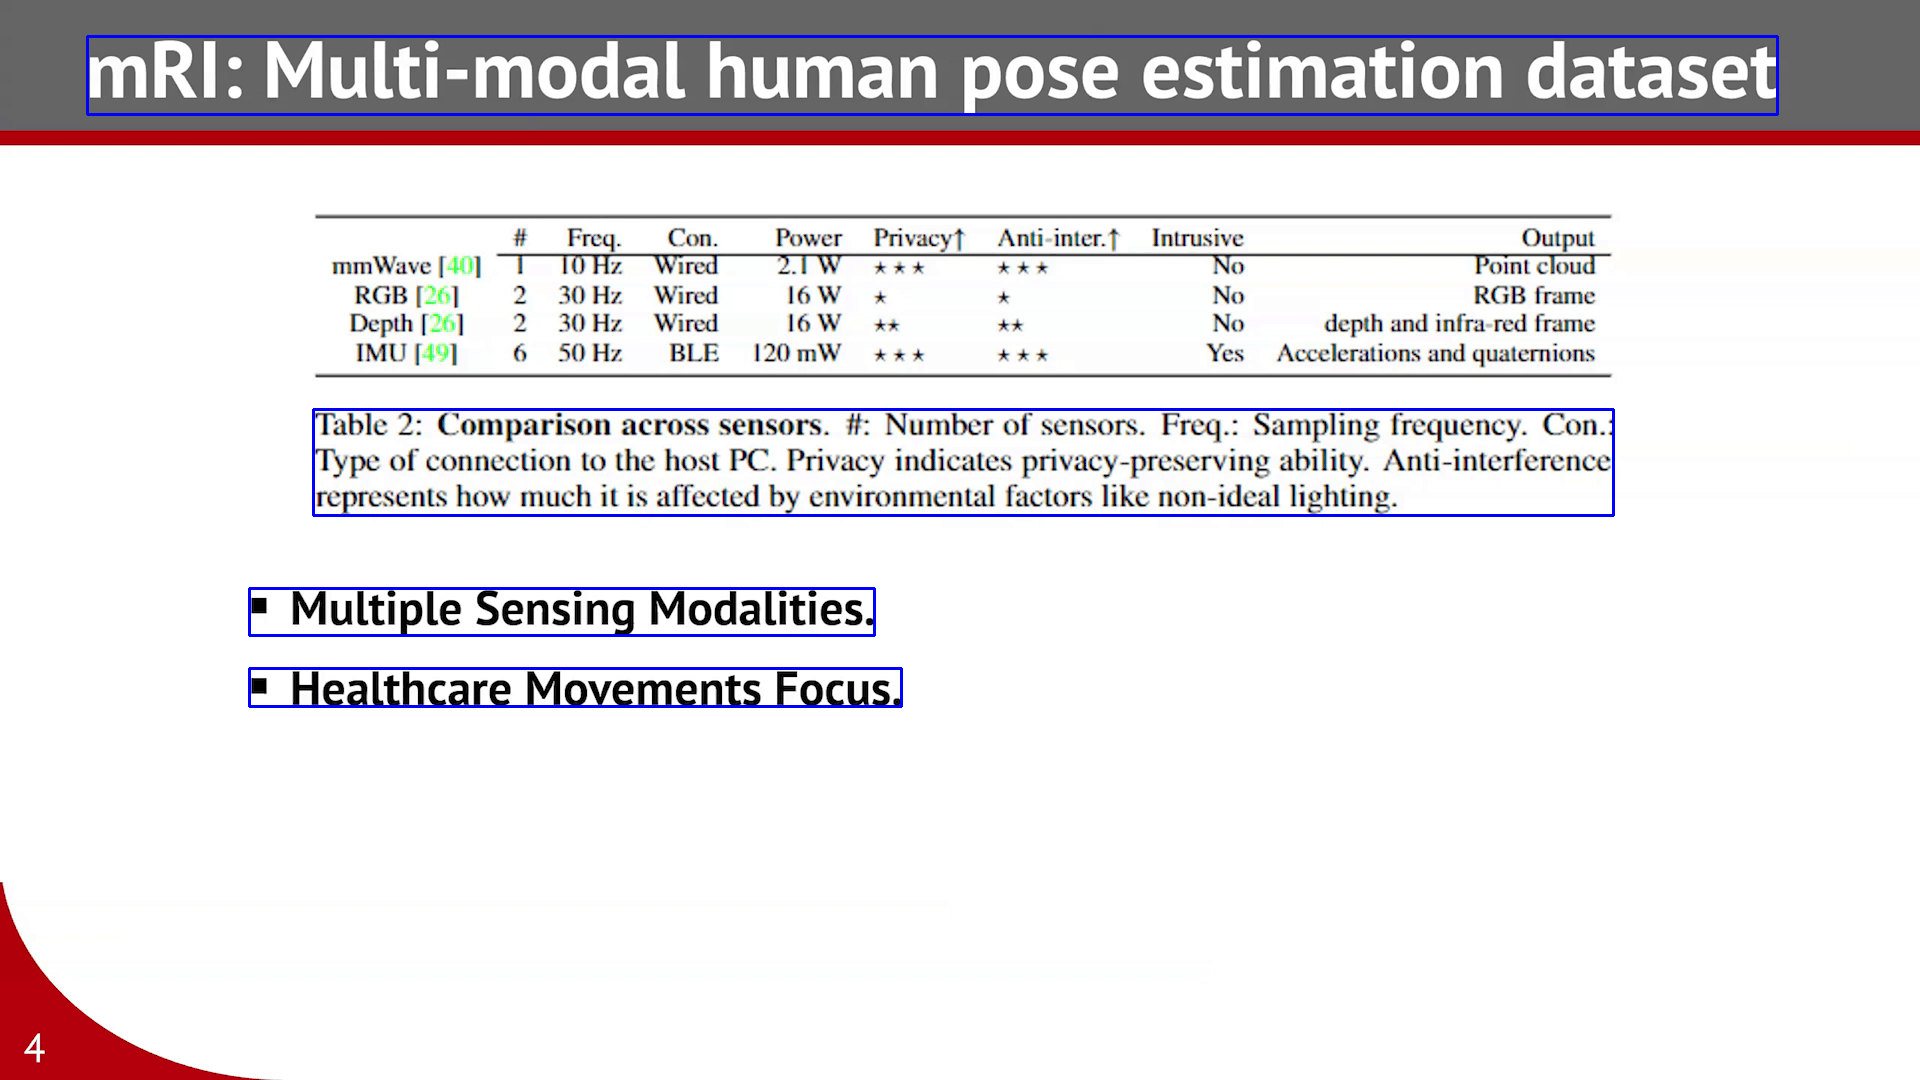 mRI: Multi-modal human pose estimation dataset
# Freq. Con. Power Privacy↑ Anti-inter.↑ Intrusive Output
mmWave [40] 1 10 Hz Wired 2.1 W ⋆⋆⋆ ⋆⋆⋆ No Point cloud
RGB [26] 2 30 Hz Wired 16 W ⋆ ⋆ No RGB frame
Depth [26] 2 30 Hz Wired 16 W ⋆⋆ ⋆⋆ No depth and infra-red frame
IMU [49] 6 50 Hz BLE 120 mW ⋆⋆⋆ ⋆⋆⋆ Yes Accelerations and quaternions
Table 2: Comparison across sensors. #: Number of sensors. Freq.: Sampling frequency. Con.:
Type of connection to the host PC. Privacy indicates privacy-preserving ability. Anti-interference
represents how much it is affected by environmental factors like non-ideal lighting.
▪ Multiple Sensing Modalities.
▪ Healthcare Movements Focus.
4